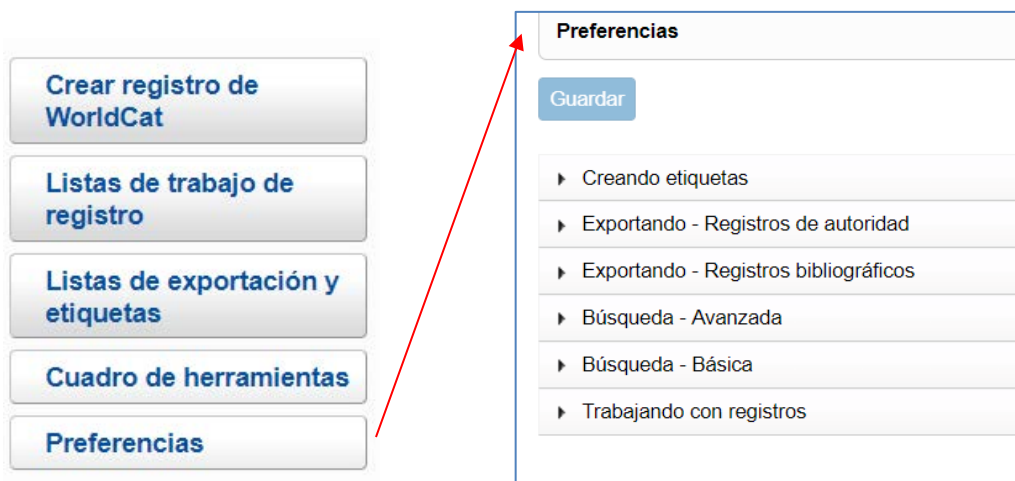 Crear registro de
WorldCat
Listas de trabajo de
registro
Listas de exportación y
etiquetas
Cuadro de herramientas
Preferencias
Preferencias
Guardar
Creando etiquetas
Exportando - Registros de autoridad
Exportando - Registros bibliográficos
Búsqueda - Avanzada
Búsqueda - Básica
Trabajando con registros